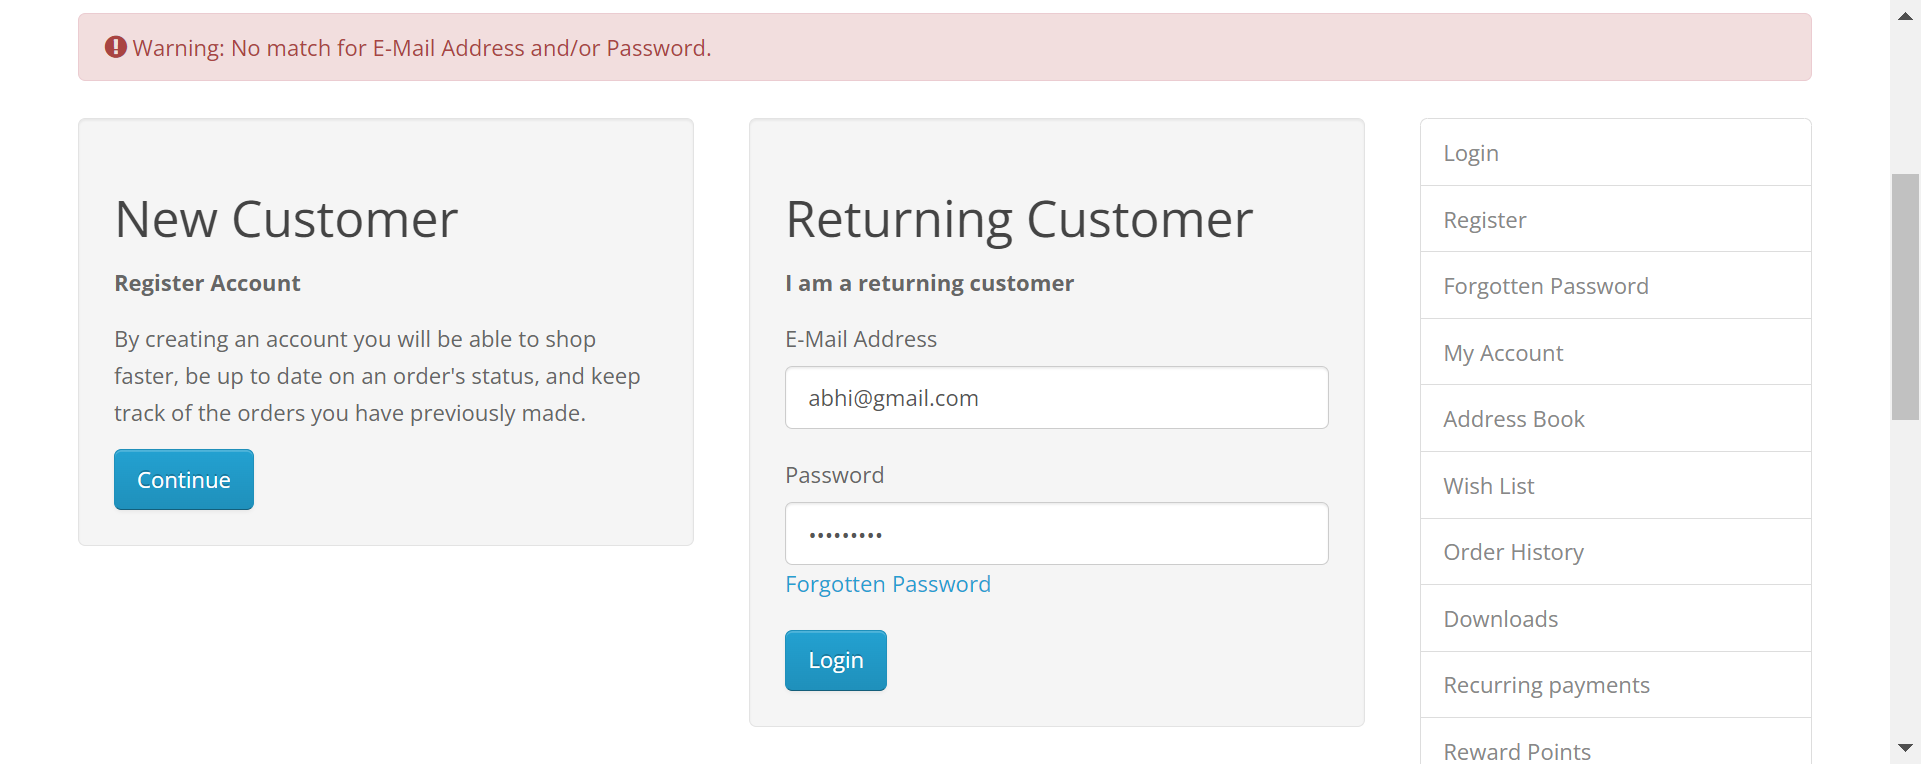 Warning: No match for E-Mail Address and/or Password.
New Customer
Register Account
By creating an account you will be able to shop
faster, be up to date on an order's status, and keep
track of the orders you have previously made.
Continue
Returning Customer
I am a returning customer
E-Mail Address
abhi@gmail.com
Password
•••••••••
Forgotten Password
Login
Login
Register
Forgotten Password
My Account
Address Book
Wish List
Order History
Downloads
Recurring payments
Reward Points